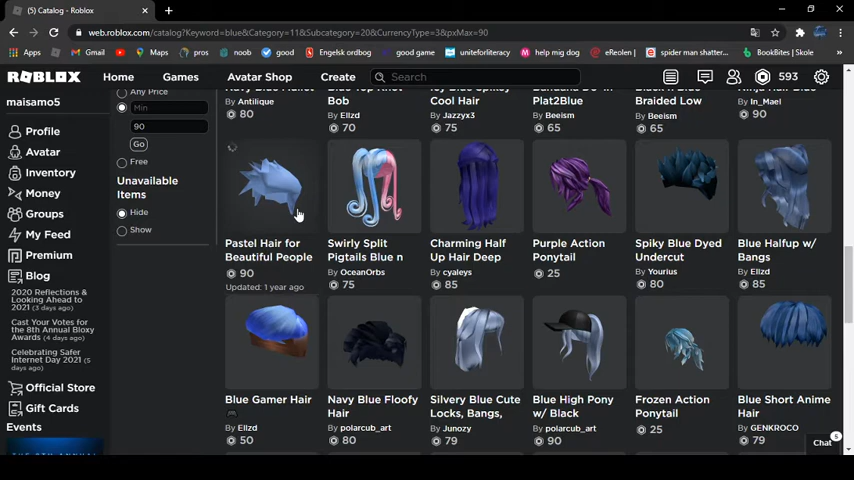 (5) Catalog - Roblox
web.roblox.com/catalog?Keyword=blue&Category=11&Subcategory=20&CurrencyType=3&pxMax=90
Apps Gmail YouTube Maps pros noob good Engelsk ordbog good game uniteforliteracy help mig dog eReolen spider man shatter... BookBites | Skole
ROBLOX Home Games Avatar Shop Create Search 593
maisamo5
Profile
Avatar
Inventory
Money
Groups
My Feed
Premium
Blog
2020 Reflections &
Looking Ahead to
2021 (3 days ago)
Cast Your Votes for
the 8th Annual Bloxy
Awards (4 days ago)
Celebrating Safer
Internet Day 2021 (5
days ago)
Official Store
Gift Cards
Events
Any Price
Min
90
Go
Free
Unavailable
Items
Hide
Show
By Antilique
80
Bob
By Ellzd
70
Cool Hair
By Jazzyx3
75
Plat2Blue
By Beeism
65
Braided Low
By Beeism
65
By In_Mael
90
Pastel Hair for
Beautiful People
90
Updated: 1 year ago
Swirly Split
Pigtails Blue n
By OceanOrbs
75
Charming Half
Up Hair Deep
By cyaleys
85
Purple Action
Ponytail
25
Spiky Blue Dyed
Undercut
By Yourius
80
Blue Halfup w/
Bangs
By Ellzd
85
Blue Gamer Hair
By Ellzd
50
Navy Blue Floofy
Hair
By polarcub_art
80
Silvery Blue Cute
Locks, Bangs,
By Junozy
79
Blue High Pony
w/ Black
By polarcub_art
90
Frozen Action
Ponytail
25
Blue Short Anime
Hair
By GENKROCO
79
Chat 5